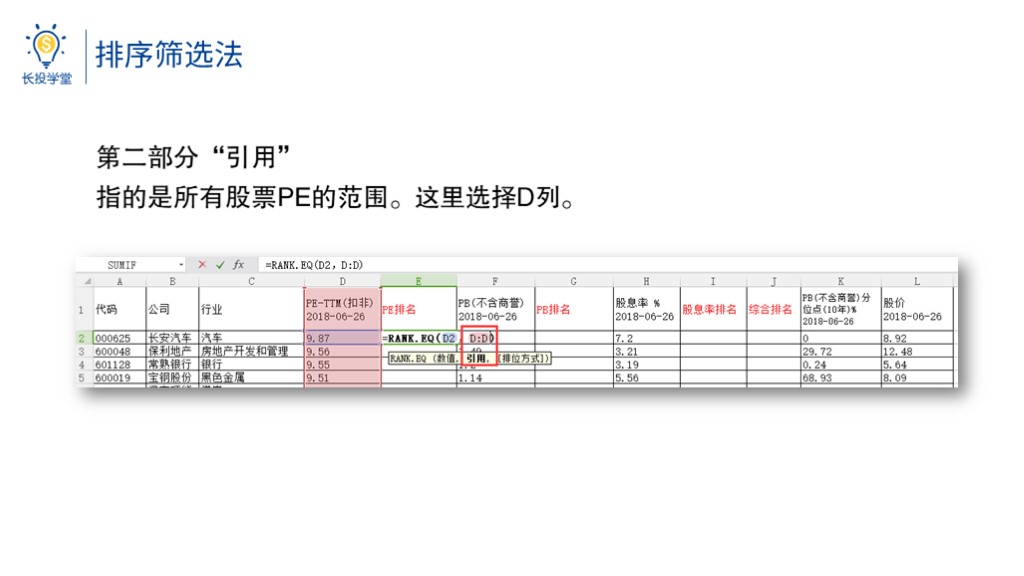 长投学堂
排序筛选法
第二部分“引用”
指的是所有股票PE的范围。这里选择D列。
SUMIF fx =RANK.EQ(D2, D:D)
A B C D E F G H I J K L
1 代码 公司 行业 PE-TTM(扣非) 2018-06-26 PE排名 PB(不含商誉) 2018-06-26 PB排名 股息率 % 2018-06-26 股息率排名 综合排名 PB(不含商誉)分位点(10年)% 2018-06-26 股价 2018-06-26
2 000625 长安汽车 汽车 9.87 =RANK.EQ(D2, D:D) 7.2 0 8.92
3 600048 保利地产 房地产开发和管理 9.56 3.21 29.72 12.48
RANK.EQ (数值, 引用, [排位方式])
4 601128 常熟银行 银行 9.55 3.19 0.24 5.64
5 600019 宝钢股份 黑色金属 9.51 1.14 5.56 68.93 8.09